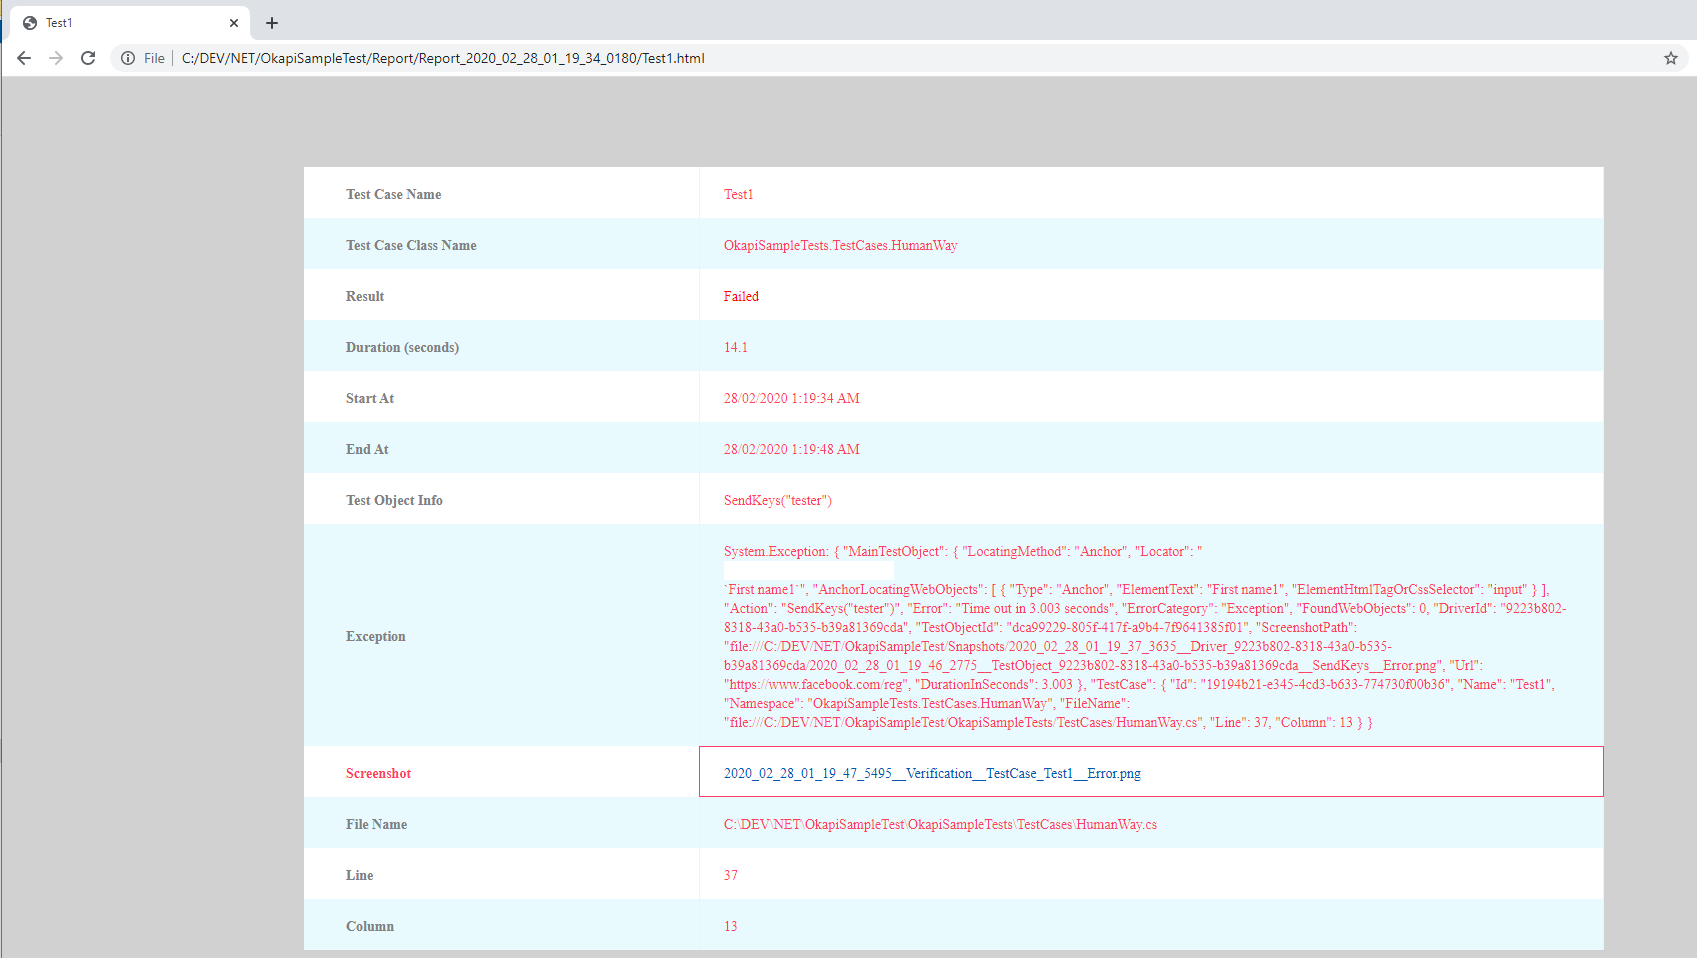 Test1
File
C:/DEV/NET/OkapiSampleTest/Report/Report_2020_02_28_01_19_34_0180/Test1.html
Test Case Name
Test1
Test Case Class Name
OkapiSampleTests.TestCases.HumanWay
Result
Failed
Duration (seconds)
14.1
Start At
28/02/2020 1:19:34 AM
End At
28/02/2020 1:19:48 AM
Test Object Info
SendKeys("tester")
Exception
System.Exception: { "MainTestObject": { "LocatingMethod": "Anchor", "Locator": "
`First name1`", "AnchorLocatingWebObjects": [ { "Type": "Anchor", "ElementText": "First name1", "ElementHtmlTagOrCssSelector": "input" } ],
"Action": "SendKeys("tester")", "Error": "Time out in 3.003 seconds", "ErrorCategory": "Exception", "FoundWebObjects": 0, "DriverId": "9223b802-
8318-43a0-b535-b39a81369cda", "TestObjectId": "dca99229-805f-417f-a9b4-7f9641385f01", "ScreenshotPath":
"file:///C:/DEV/NET/OkapiSampleTest/Snapshots/2020_02_28_01_19_37_3635__Driver_9223b802-8318-43a0-b535-
b39a81369cda/2020_02_28_01_19_46_2775__TestObject_9223b802-8318-43a0-b535-b39a81369cda__SendKeys__Error.png", "Url":
"https://www.facebook.com/reg", "DurationInSeconds": 3.003 }, "TestCase": { "Id": "19194b21-e345-4cd3-b633-774730f00b36", "Name": "Test1",
"Namespace": "OkapiSampleTests.TestCases.HumanWay", "FileName":
"file:///C:/DEV/NET/OkapiSampleTest/OkapiSampleTests/TestCases/HumanWay.cs", "Line": 37, "Column": 13 } }
Screenshot
2020_02_28_01_19_47_5495__Verification__TestCase_Test1__Error.png
File Name
C:\DEV\NET\OkapiSampleTest\OkapiSampleTests\TestCases\HumanWay.cs
Line
37
Column
13